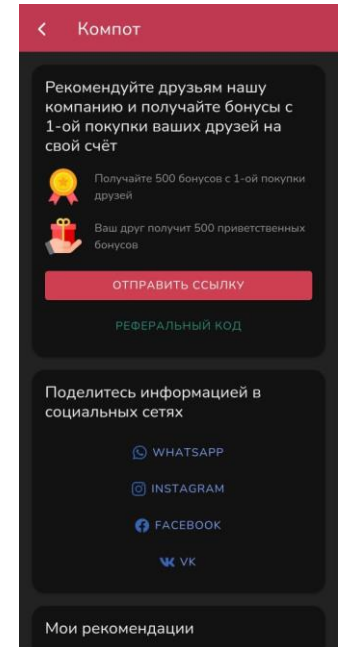 Компот
Рекомендуйте друзьям нашу
компанию и получайте бонусы с
1-ой покупки ваших друзей на
свой счёт
Получайте 500 бонусов с 1-ой покупки
друзей
Ваш друг получит 500 приветственных
бонусов
ОТПРАВИТЬ ССЫЛКУ
РЕФЕРАЛЬНЫЙ КОД
Поделитесь информацией в
социальных сетях
WHATSAPP
INSTAGRAM
FACEBOOK
VK
Мои рекомендации